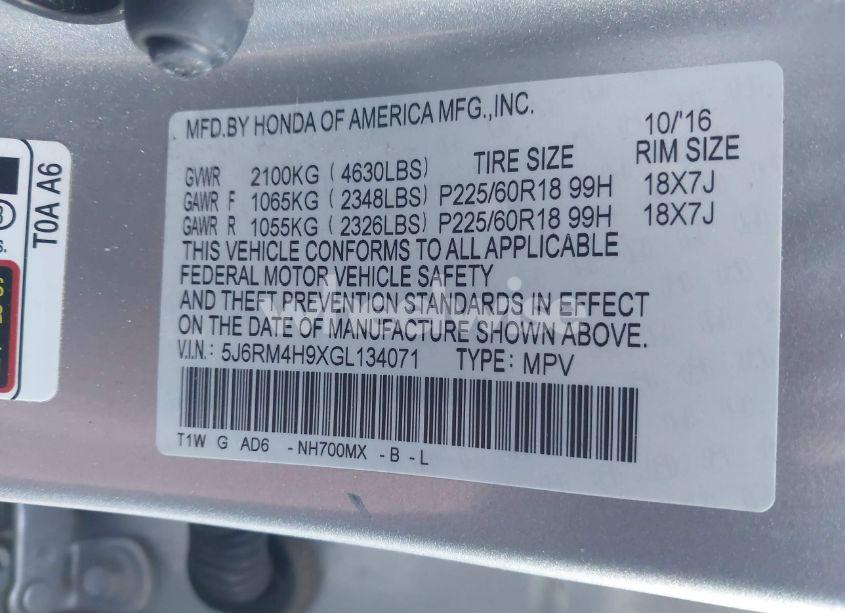 MFD.BY HONDA OF AMERICA MFG.,INC. 10/'16
GVWR 2100KG ( 4630LBS) TIRE SIZE RIM SIZE
GAWR F 1065KG ( 2348LBS) P225/60R18 99H 18X7J
GAWR R 1055KG ( 2326LBS) P225/60R18 99H 18X7J
THIS VEHICLE CONFORMS TO ALL APPLICABLE
FEDERAL MOTOR VEHICLE SAFETY
AND THEFT PREVENTION STANDARDS IN EFFECT
ON THE DATE OF MANUFACTURE SHOWN ABOVE.
V.I.N.: 5J6RM4H9XGL134071 TYPE: MPV
T1W G AD6 -NH700MX -B -L
T0A A6